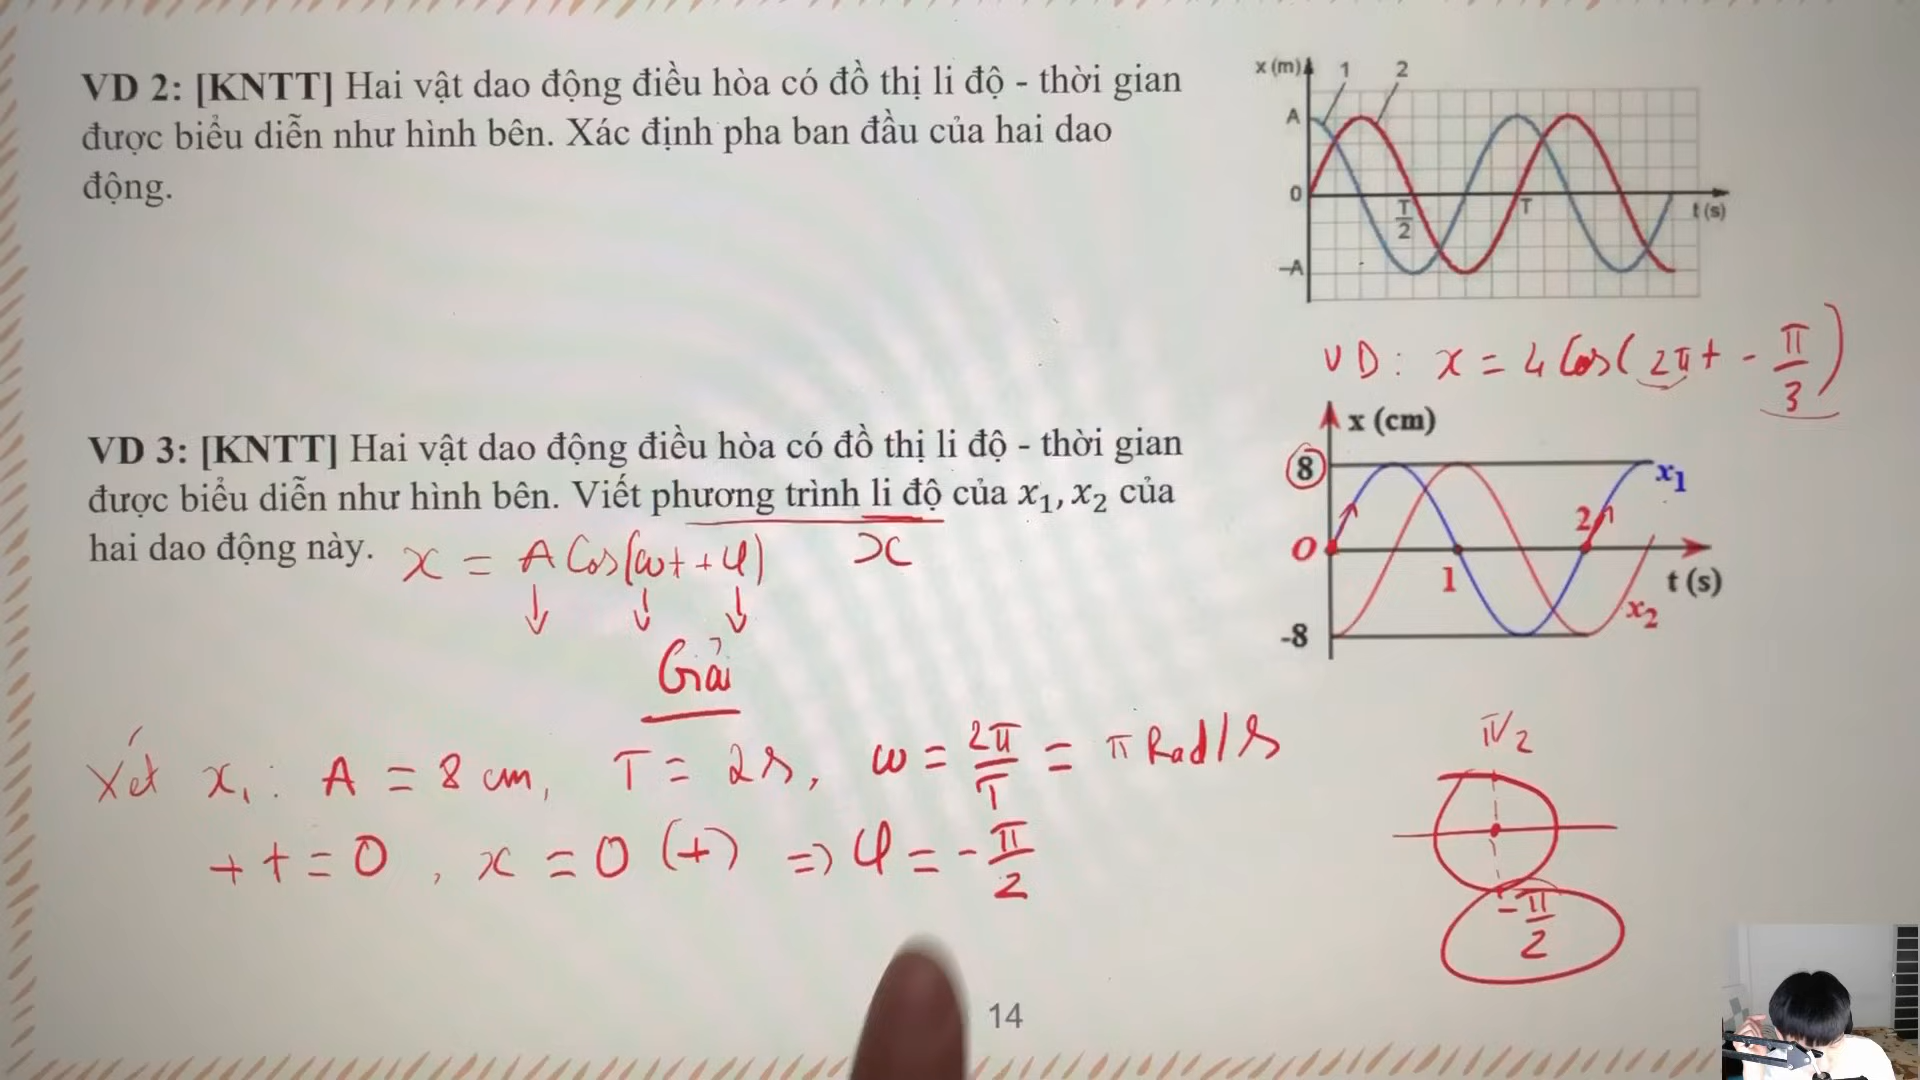 VD 2: [KNTT] Hai vật dao động điều hòa có đồ thị li độ - thời gian
được biểu diễn như hình bên. Xác định pha ban đầu của hai dao
động.
x (m) 1 2
A
0
T/2 T t (s)
-A
VD: x = 4 Cos(2πt - π/3)
VD 3: [KNTT] Hai vật dao động điều hòa có đồ thị li độ - thời gian
được biểu diễn như hình bên. Viết phương trình li độ của x₁, x₂ của
hai dao động này.
x = A Cos(ωt + φ) x
x (cm)
8 x₁
2
O
1 t (s)
x₂
-8
Giải
Xét x₁: A = 8 cm, T = 2s, ω = 2π/T = π Rad/s
+ t = 0, x = 0 (+) => φ = -π/2
π/2
-π/2
14